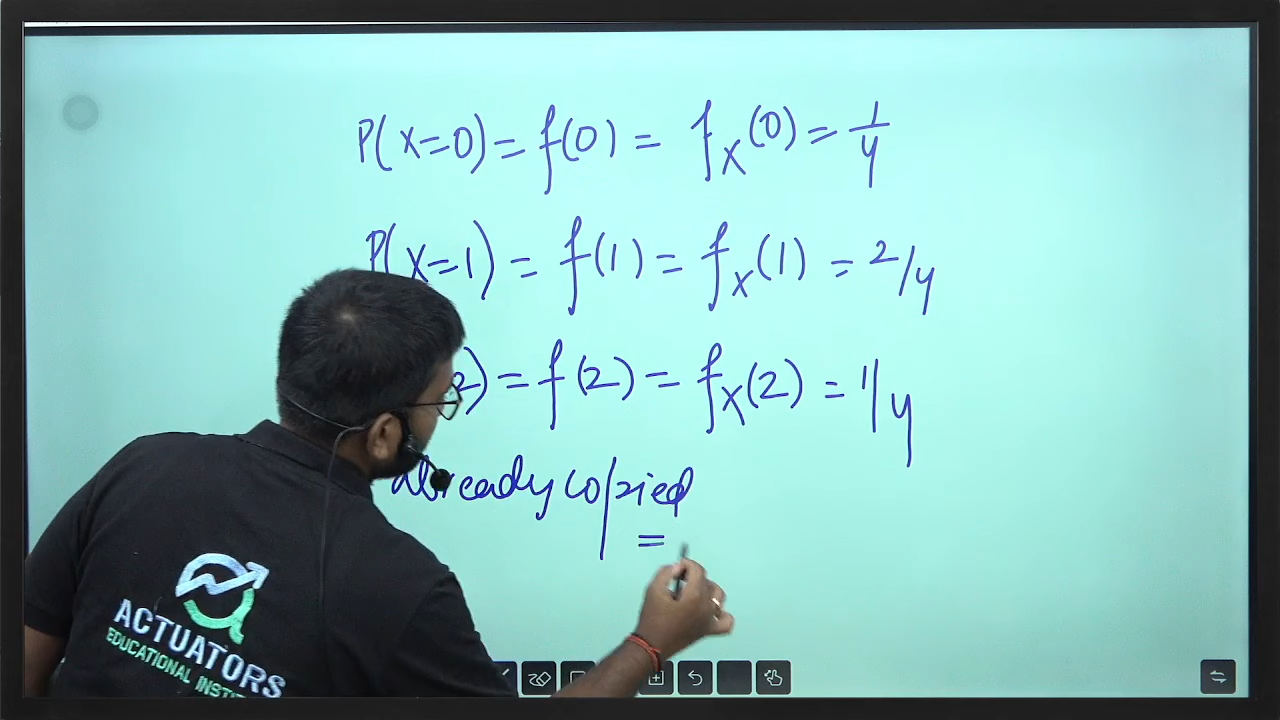 P(X=0) = f(0) = fX(0) = 1/4
P(X=1) = f(1) = fX(1) = 2/4
2) = f(2) = fX(2) = 1/4
already copied
=
ACTUATORS
EDUCATIONAL INSTI